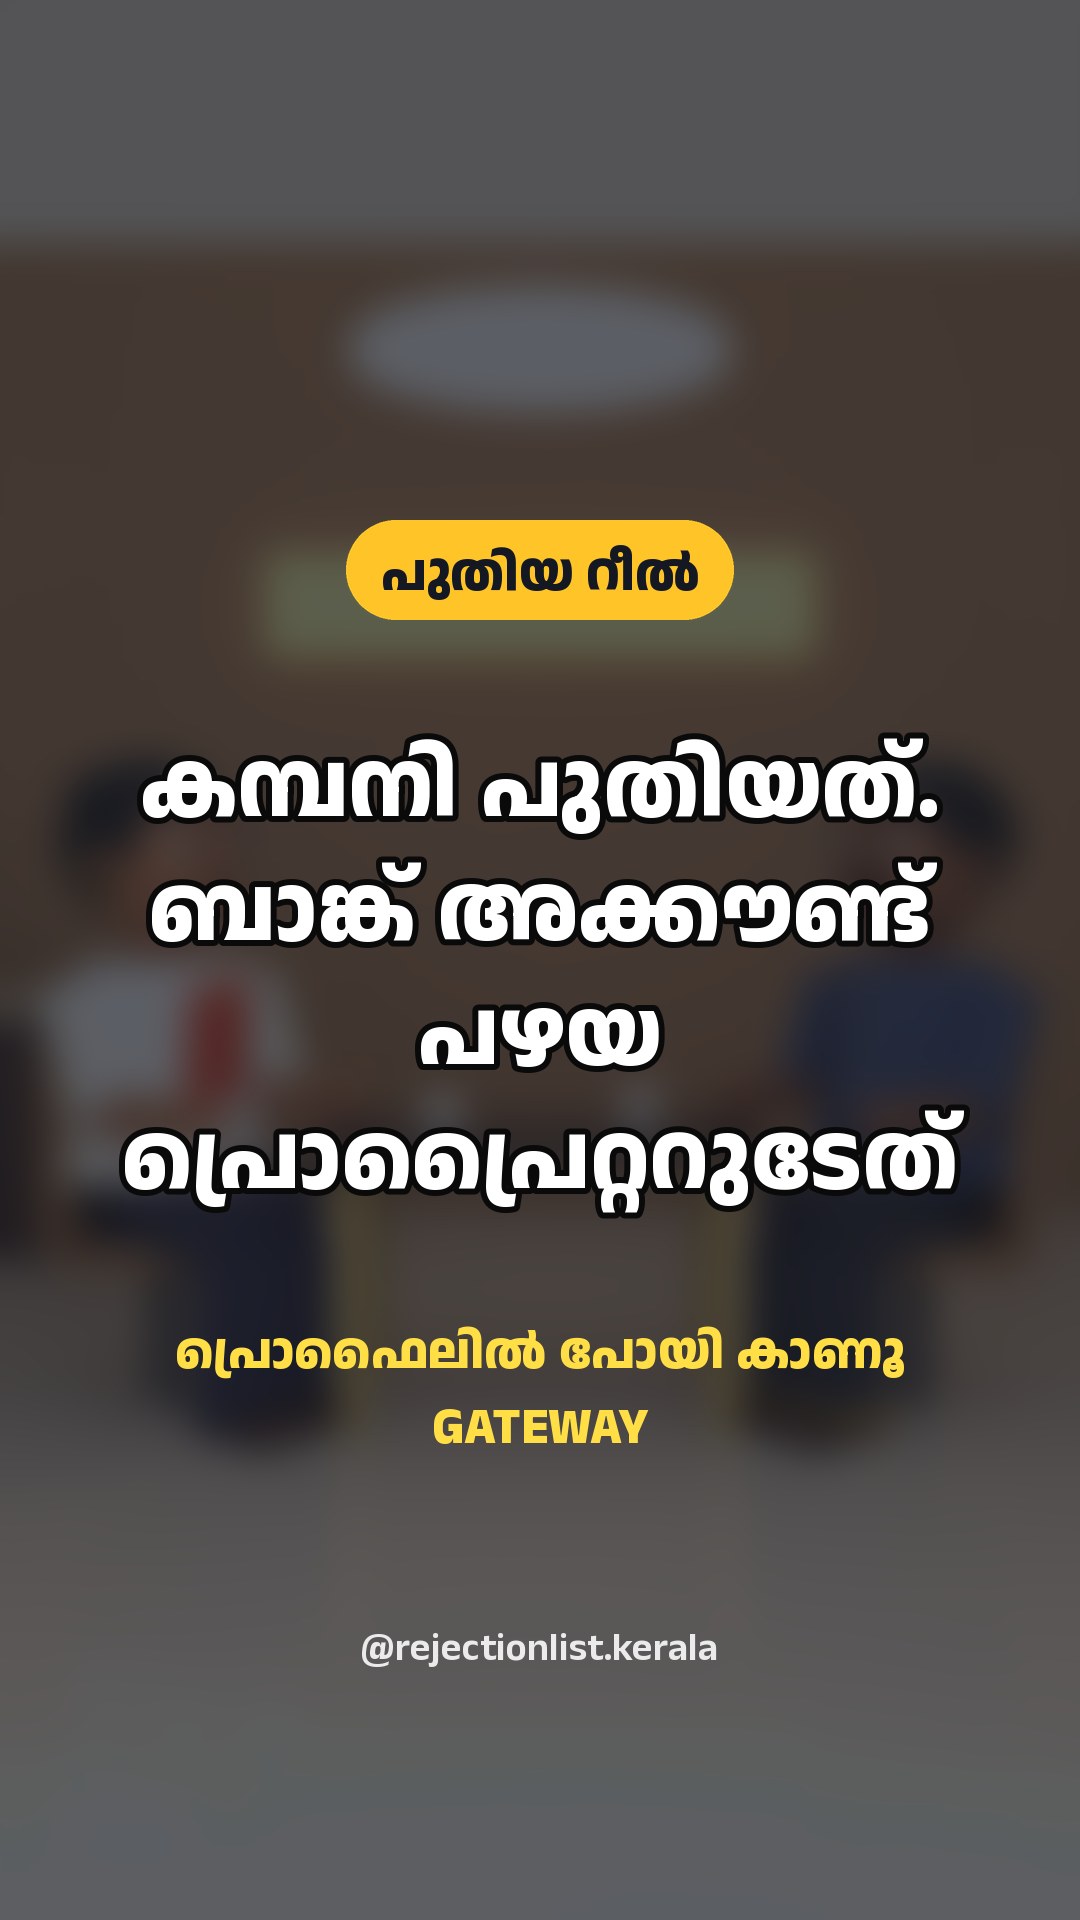 പുതിയ റീൽ
കമ്പനി പുതിയത്.
ബാങ്ക് അക്കൗണ്ട്
പഴയ
പ്രൊപ്രൈറ്ററുടേത്
പ്രൊഫൈലിൽ പോയി കാണൂ
GATEWAY
@rejectionlist.kerala